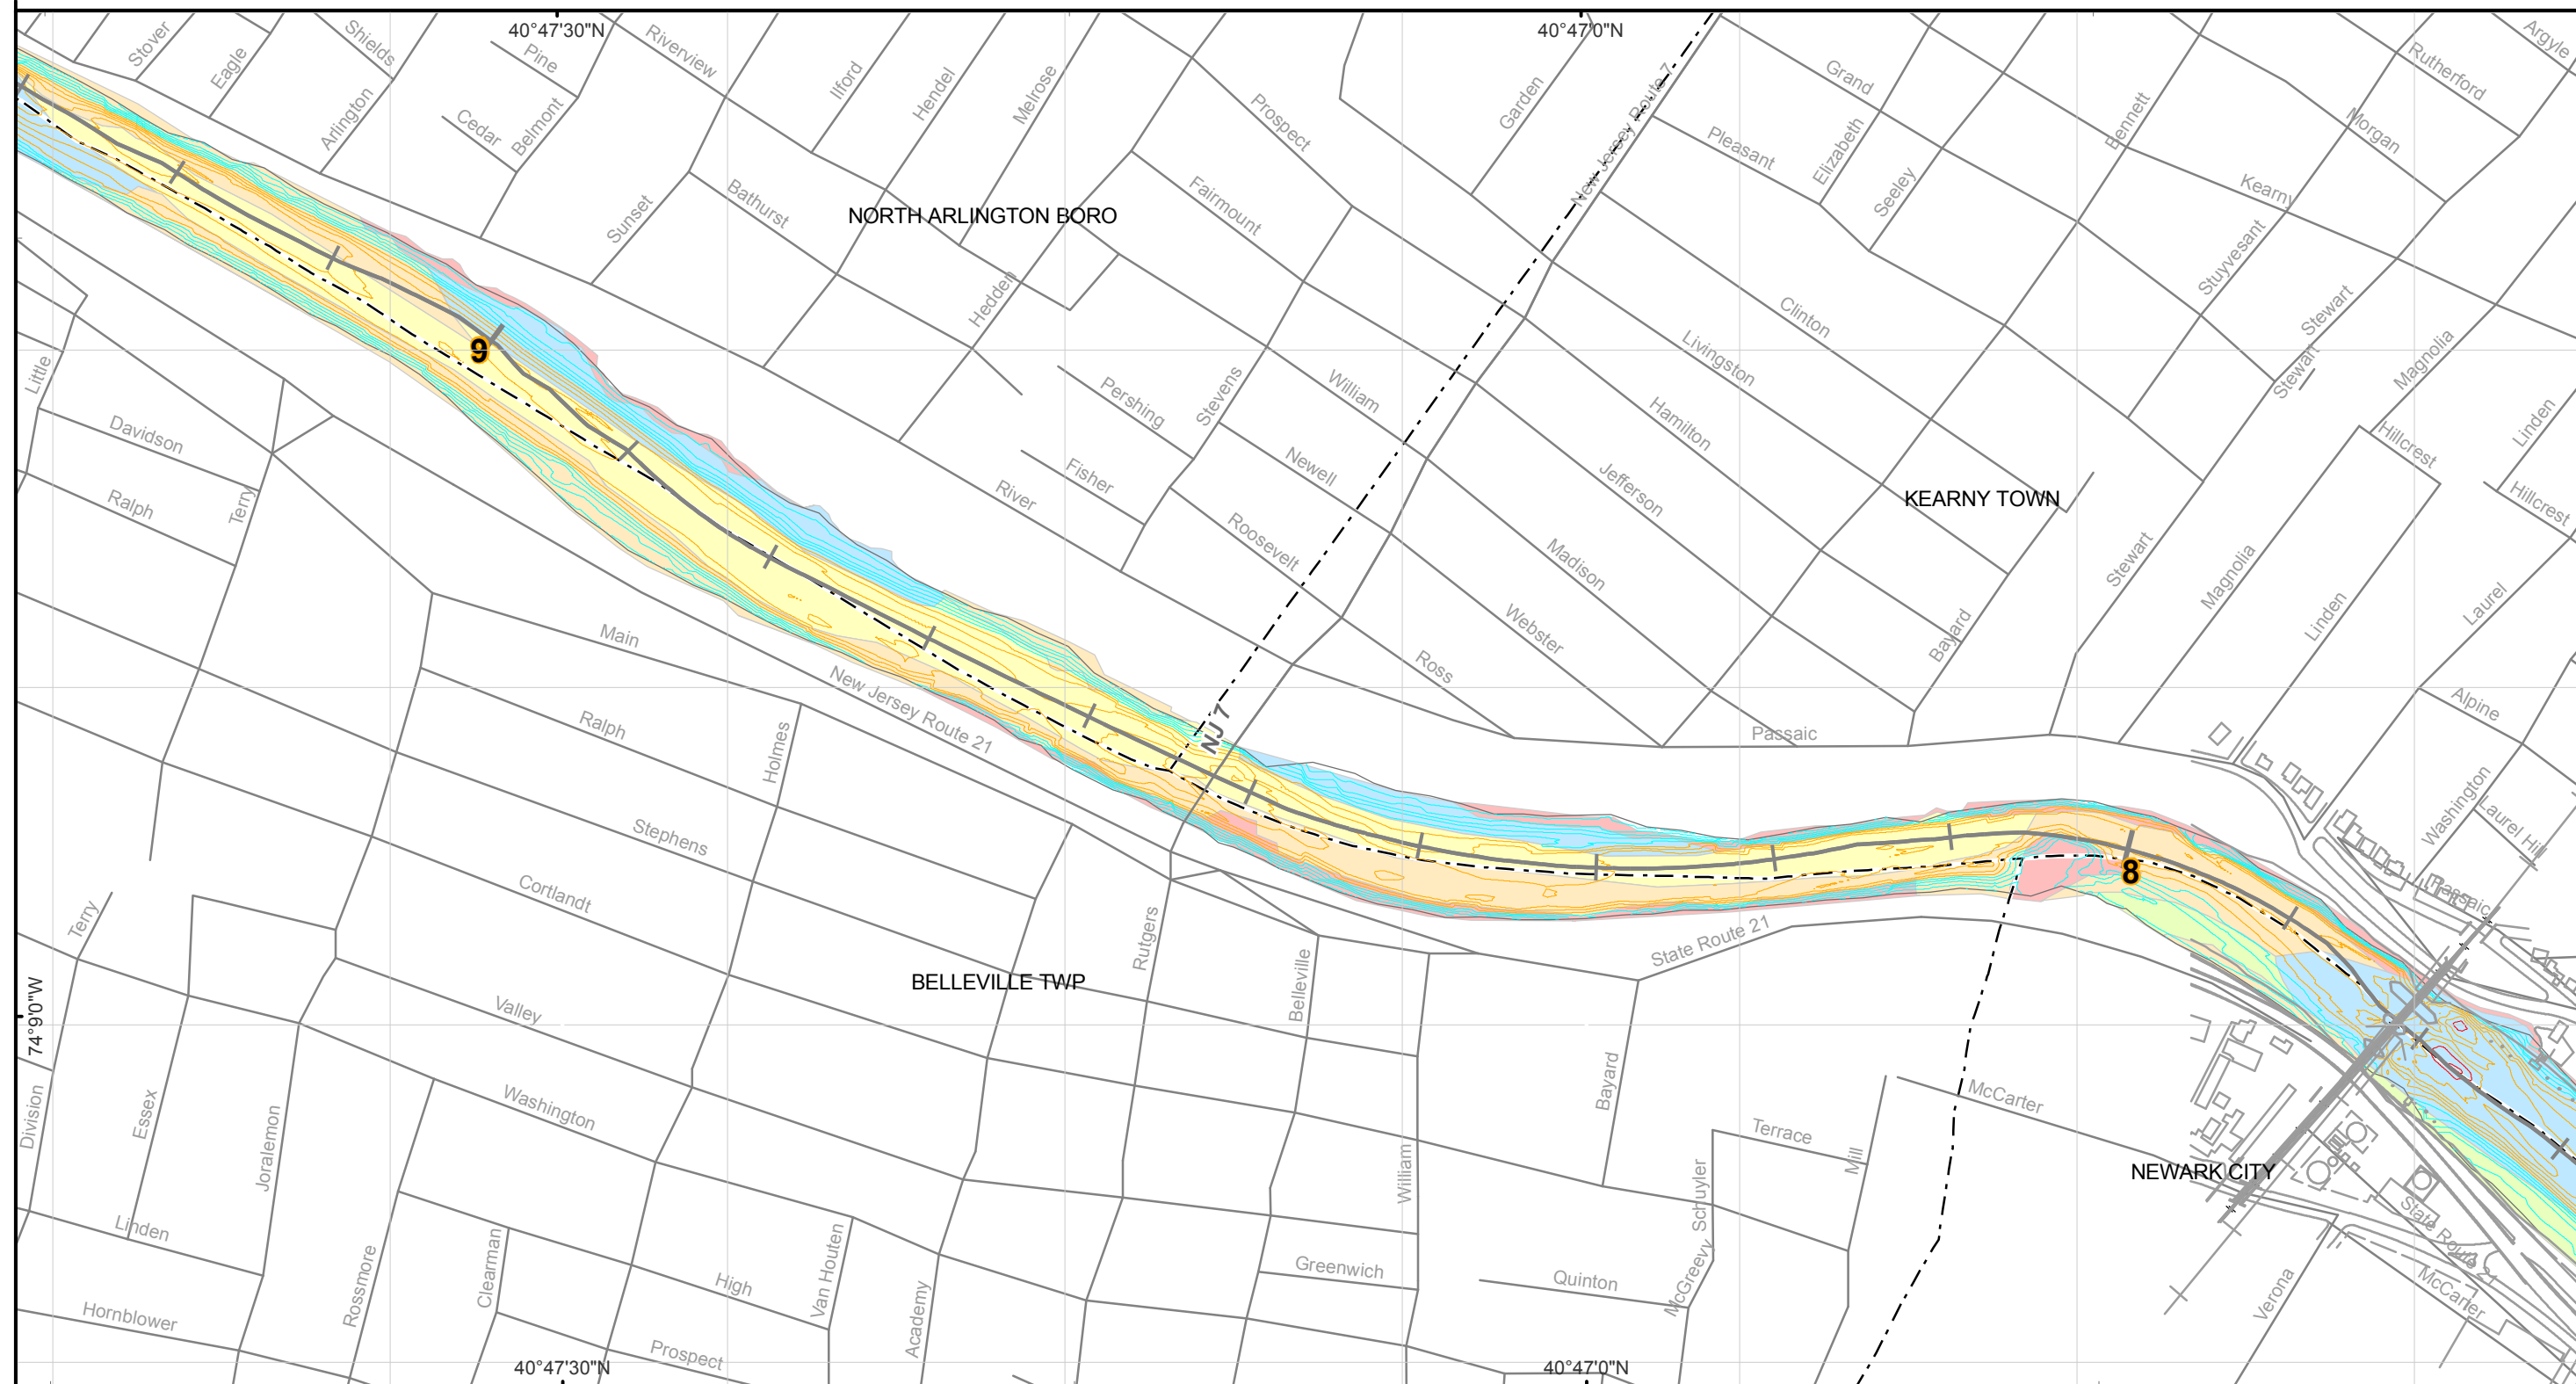 40°47'30"N
40°47'0"N
Stover
Eagle
Shields
Arlington
Pine
Cedar
Belmont
Riverview
Ilford
Hendel
Melrose
Prospect
Garden
New Jersey Route 7
Grand
Pleasant
Elizabeth
Seeley
Bennett
Rutherford
Argyle
Morgan
Kearny
Sunset
Bathurst
NORTH ARLINGTON BORO
Fairmount
Hedden
Stuyvesant
Stewart
Clinton
Livingston
Stewart
Magnolia
Linden
Hillcrest
Hillcrest
9
Little
Davidson
Ralph
Terry
Pershing
Stevens
William
Hamilton
Newell
Fisher
River
Jefferson
KEARNY TOWN
Roosevelt
Madison
Stewart
Magnolia
Linden
Laurel
Webster
Bayard
Ross
Main
New Jersey Route 21
Ralph
Holmes
NJ 7
Passaic
Alpine
Washington
Laurel Hill
Passaic
8
Stephens
Cortlandt
Terry
Rutgers
Belleville
State Route 21
BELLEVILLE TWP
Valley
74°9'0"W
Division
Essex
Joralemon
Washington
Bayard
McCarter
Terrace
Mill
William
Schuyler
NEWARK CITY
State Route 21
McCarter
Verona
Linden
Hornblower
Rossmore
Clearman
High
Van Houten
Academy
Greenwich
Quinton
McGreevy
Prospect
40°47'30"N
40°47'0"N